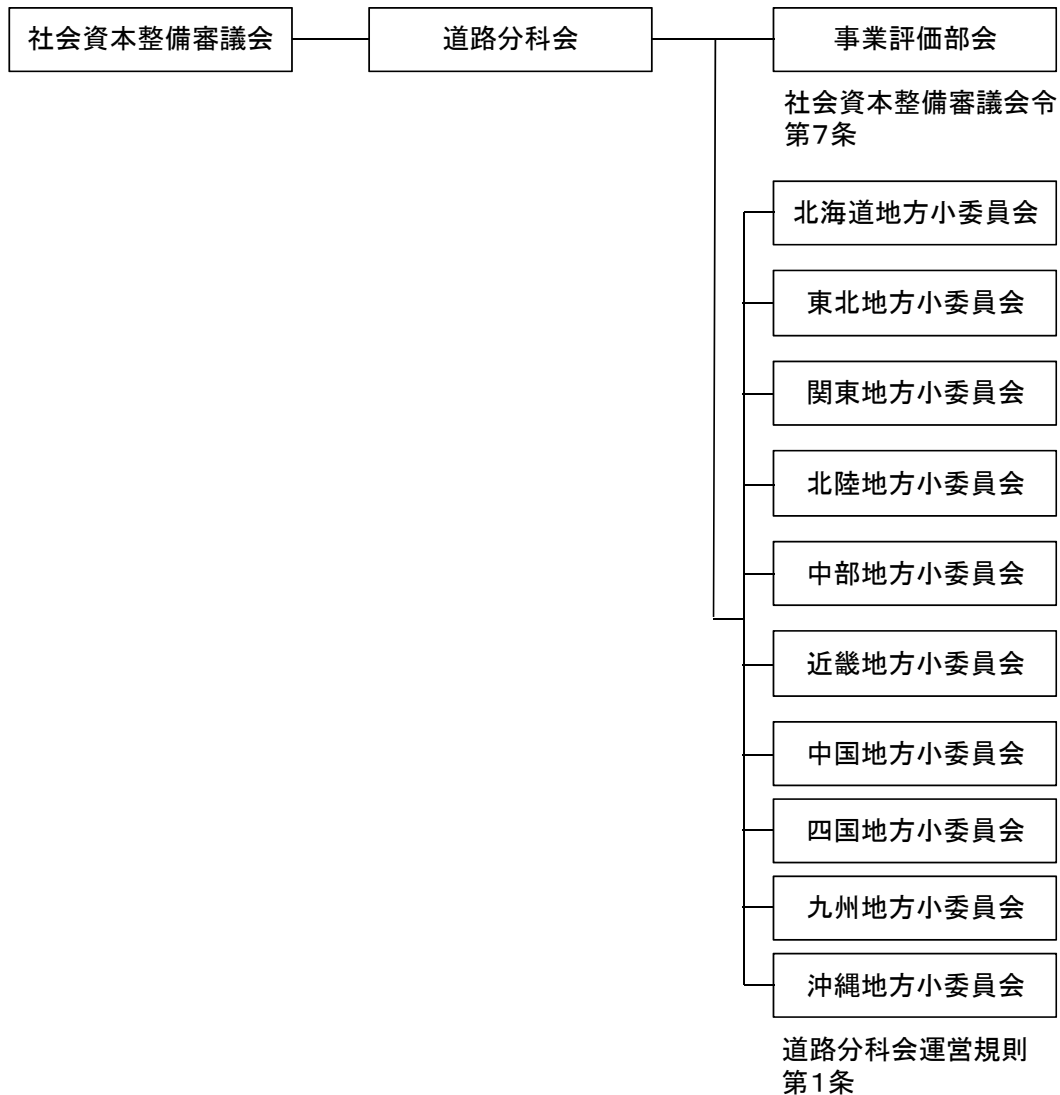 社会資本整備審議会
道路分科会
事業評価部会
社会資本整備審議会令
第7条
北海道地方小委員会
東北地方小委員会
関東地方小委員会
北陸地方小委員会
中部地方小委員会
近畿地方小委員会
中国地方小委員会
四国地方小委員会
九州地方小委員会
沖縄地方小委員会
道路分科会運営規則
第1条